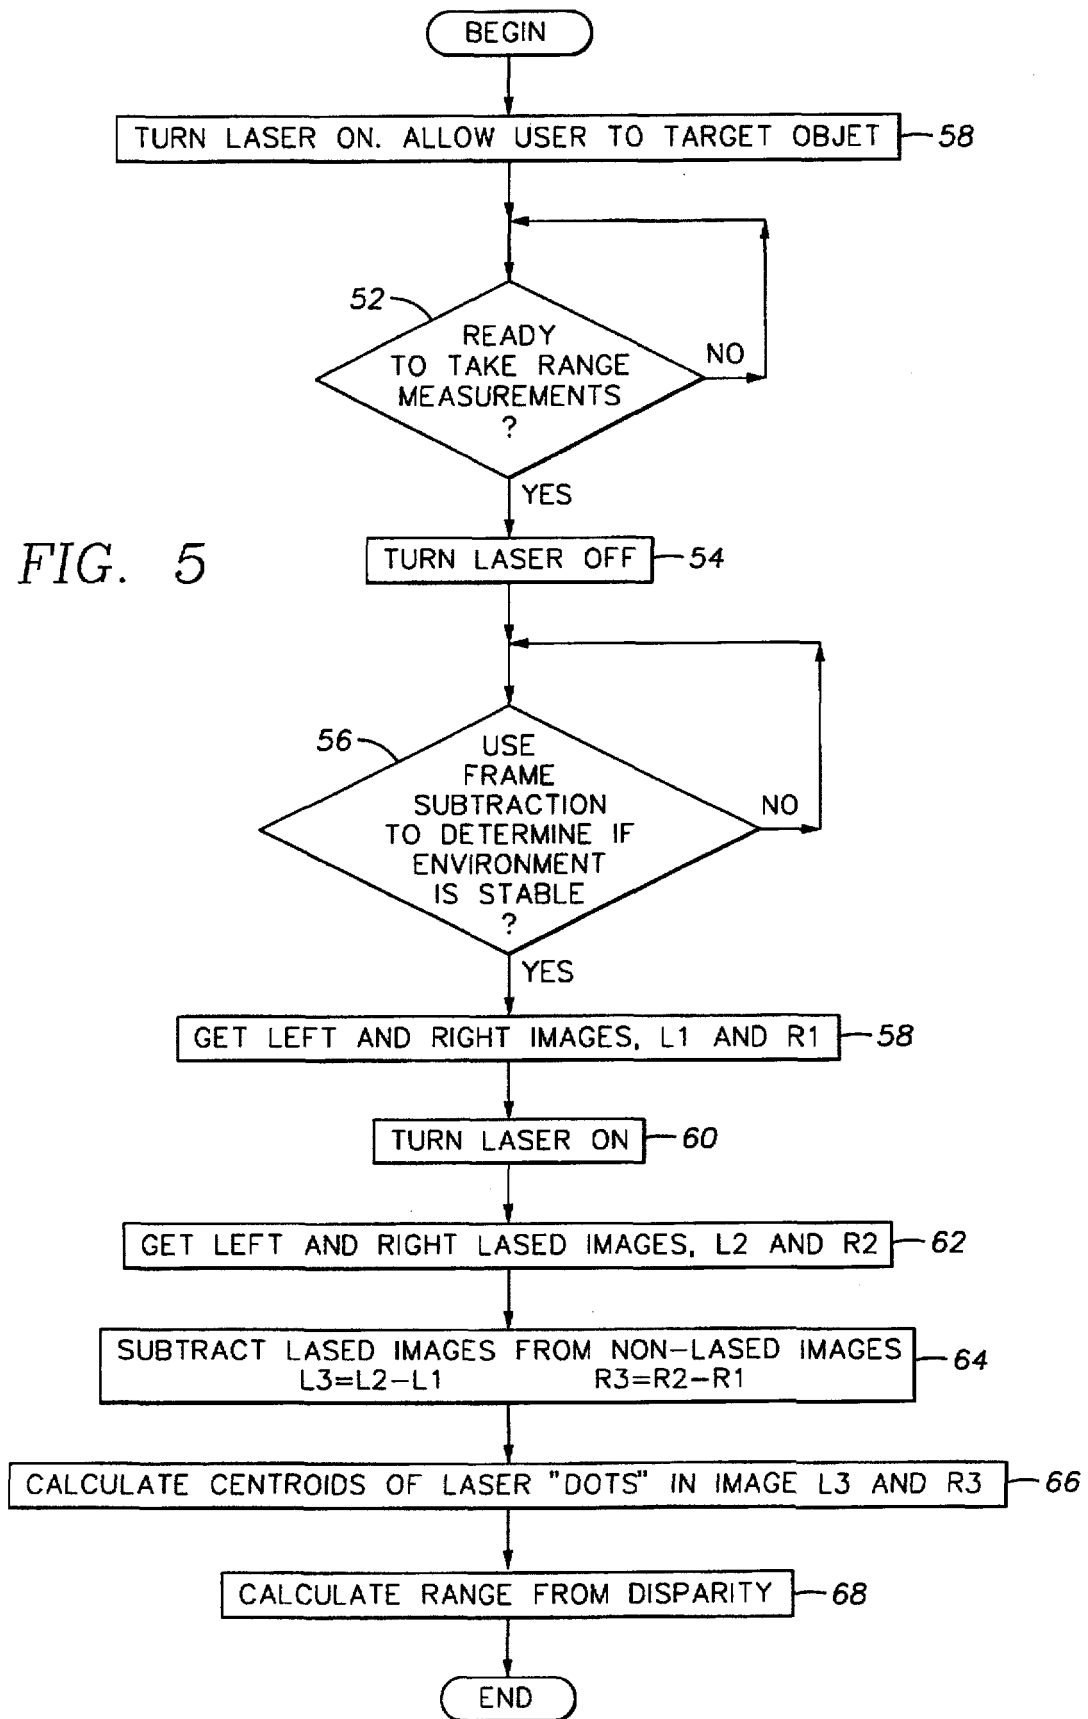 BEGIN
TURN LASER ON. ALLOW USER TO TARGET OBJET 58
52
READY
TO TAKE RANGE
MEASUREMENTS
?
NO
YES
FIG. 5
TURN LASER OFF 54
56
USE
FRAME
SUBTRACTION
TO DETERMINE IF
ENVIRONMENT
IS STABLE
?
NO
YES
GET LEFT AND RIGHT IMAGES, L1 AND R1 58
TURN LASER ON 60
GET LEFT AND RIGHT LASED IMAGES, L2 AND R2 62
SUBTRACT LASED IMAGES FROM NON-LASED IMAGES 64
L3=L2-L1 R3=R2-R1
CALCULATE CENTROIDS OF LASER "DOTS" IN IMAGE L3 AND R3 66
CALCULATE RANGE FROM DISPARITY 68
END